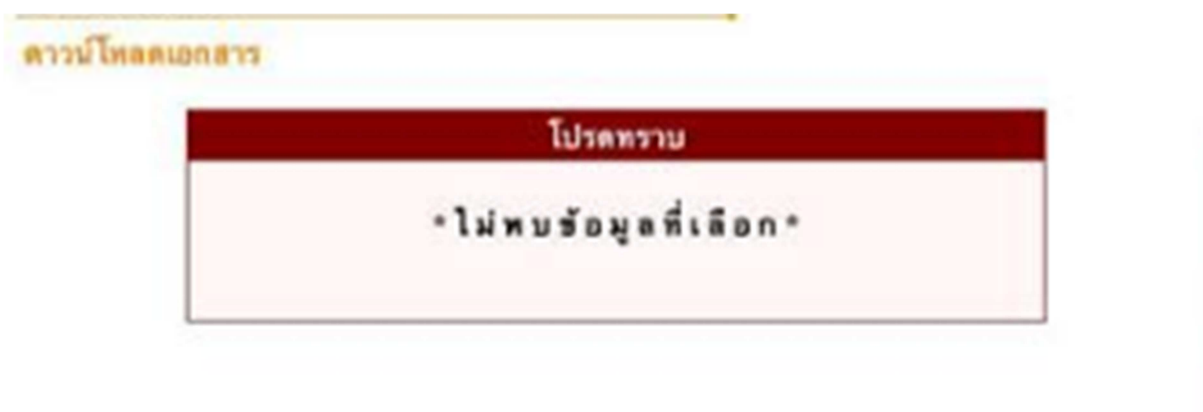 ดาวน์โหลดเอกสาร
โปรดทราบ
*ไม่พบข้อมูลที่เลือก*